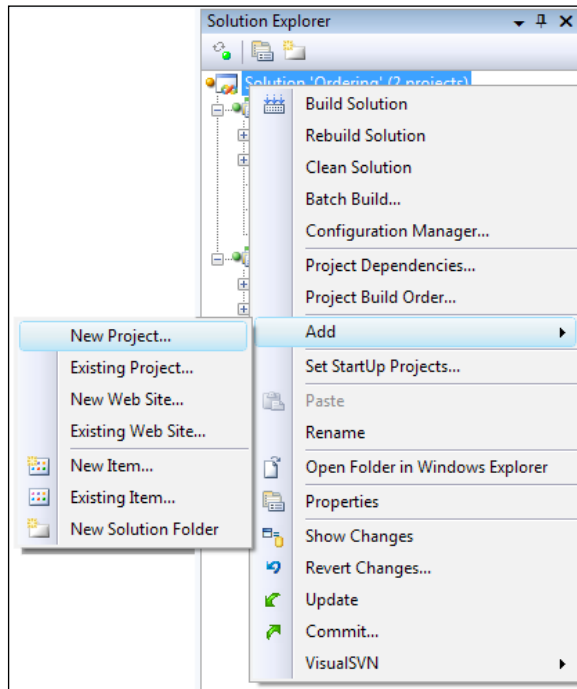 Solution Explorer
Solution 'Ordering' (2 projects)
Build Solution
Rebuild Solution
Clean Solution
Batch Build...
Configuration Manager...
Project Dependencies...
Project Build Order...
Add
New Project...
Existing Project...
New Web Site...
Existing Web Site...
New Item...
Existing Item...
New Solution Folder
Set StartUp Projects...
Paste
Rename
Open Folder in Windows Explorer
Properties
Show Changes
Revert Changes...
Update
Commit...
VisualSVN